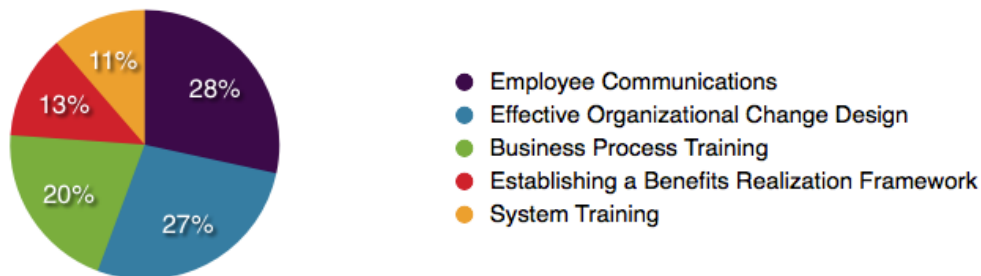 11%
28%
13%
20%
27%
Employee Communications
Effective Organizational Change Design
Business Process Training
Establishing a Benefits Realization Framework
System Training